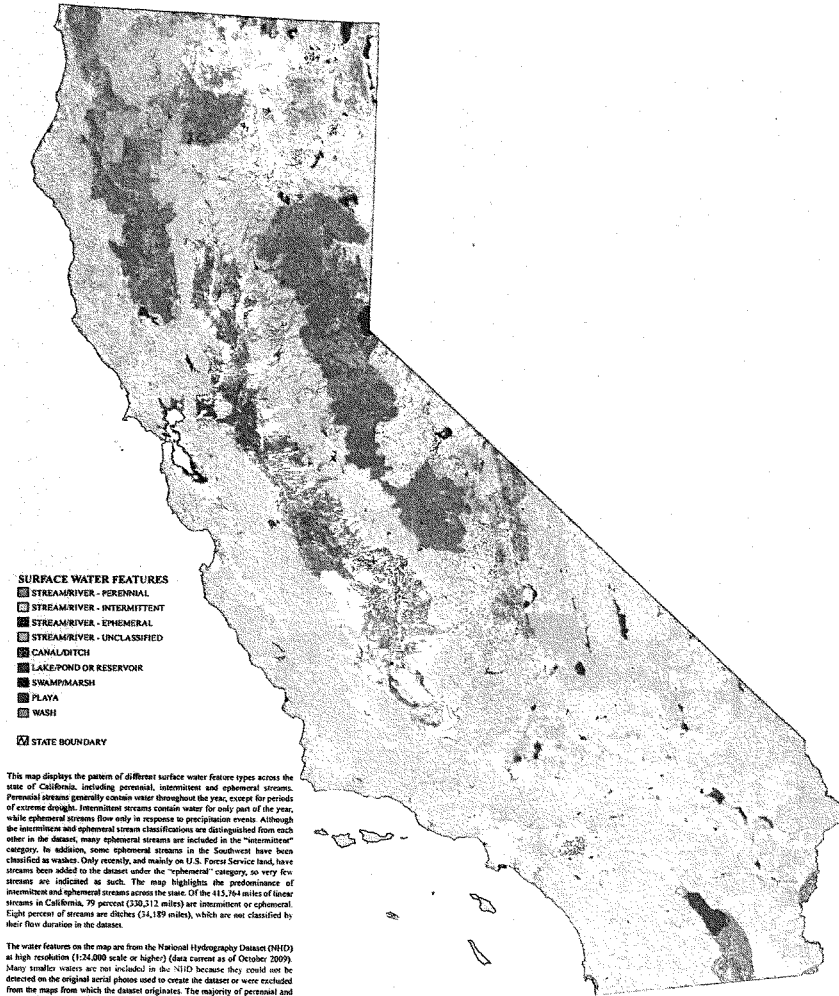 SURFACE WATER FEATURES
STREAM/RIVER - PERENNIAL
STREAM/RIVER - INTERMITTENT
STREAM/RIVER - EPHEMERAL
STREAM/RIVER - UNCLASSIFIED
CANAL/DITCH
LAKE/POND OR RESERVOIR
SWAMP/MARSH
PLAYA
WASH
STATE BOUNDARY
This map displays the pattern of different surface water feature types across the
state of California, including perennial, intermittent and ephemeral streams.
Perennial streams generally contain water throughout the year, except for periods
of extreme drought. Intermittent streams contain water for only part of the year,
while ephemeral streams flow only in response to precipitation events. Although
the intermittent and ephemeral stream classifications are distinguished from each
other in the dataset, many ephemeral streams are included in the "intermittent"
category. In addition, some ephemeral streams in the Southwest have been
classified as washes. Only recently, and mainly on U.S. Forest Service land, have
streams been added to the dataset under the "ephemeral" category, so very few
streams are indicated as such. The map highlights the predominance of
intermittent and ephemeral streams across the state. Of the 415,764 miles of linear
streams in California, 79 percent (330,312 miles) are intermittent or ephemeral.
Eight percent of streams are ditches (34,189 miles), which are not classified by
their flow duration in the dataset.
The water features on the map are from the National Hydrography Dataset (NHD)
at high resolution (1:24,000 scale or higher) (data current as of October 2009).
Many smaller waters are not included in the NHD because they could not be
detected on the original aerial photos used to create the dataset or were excluded
from the maps from which the dataset originates. The majority of perennial and